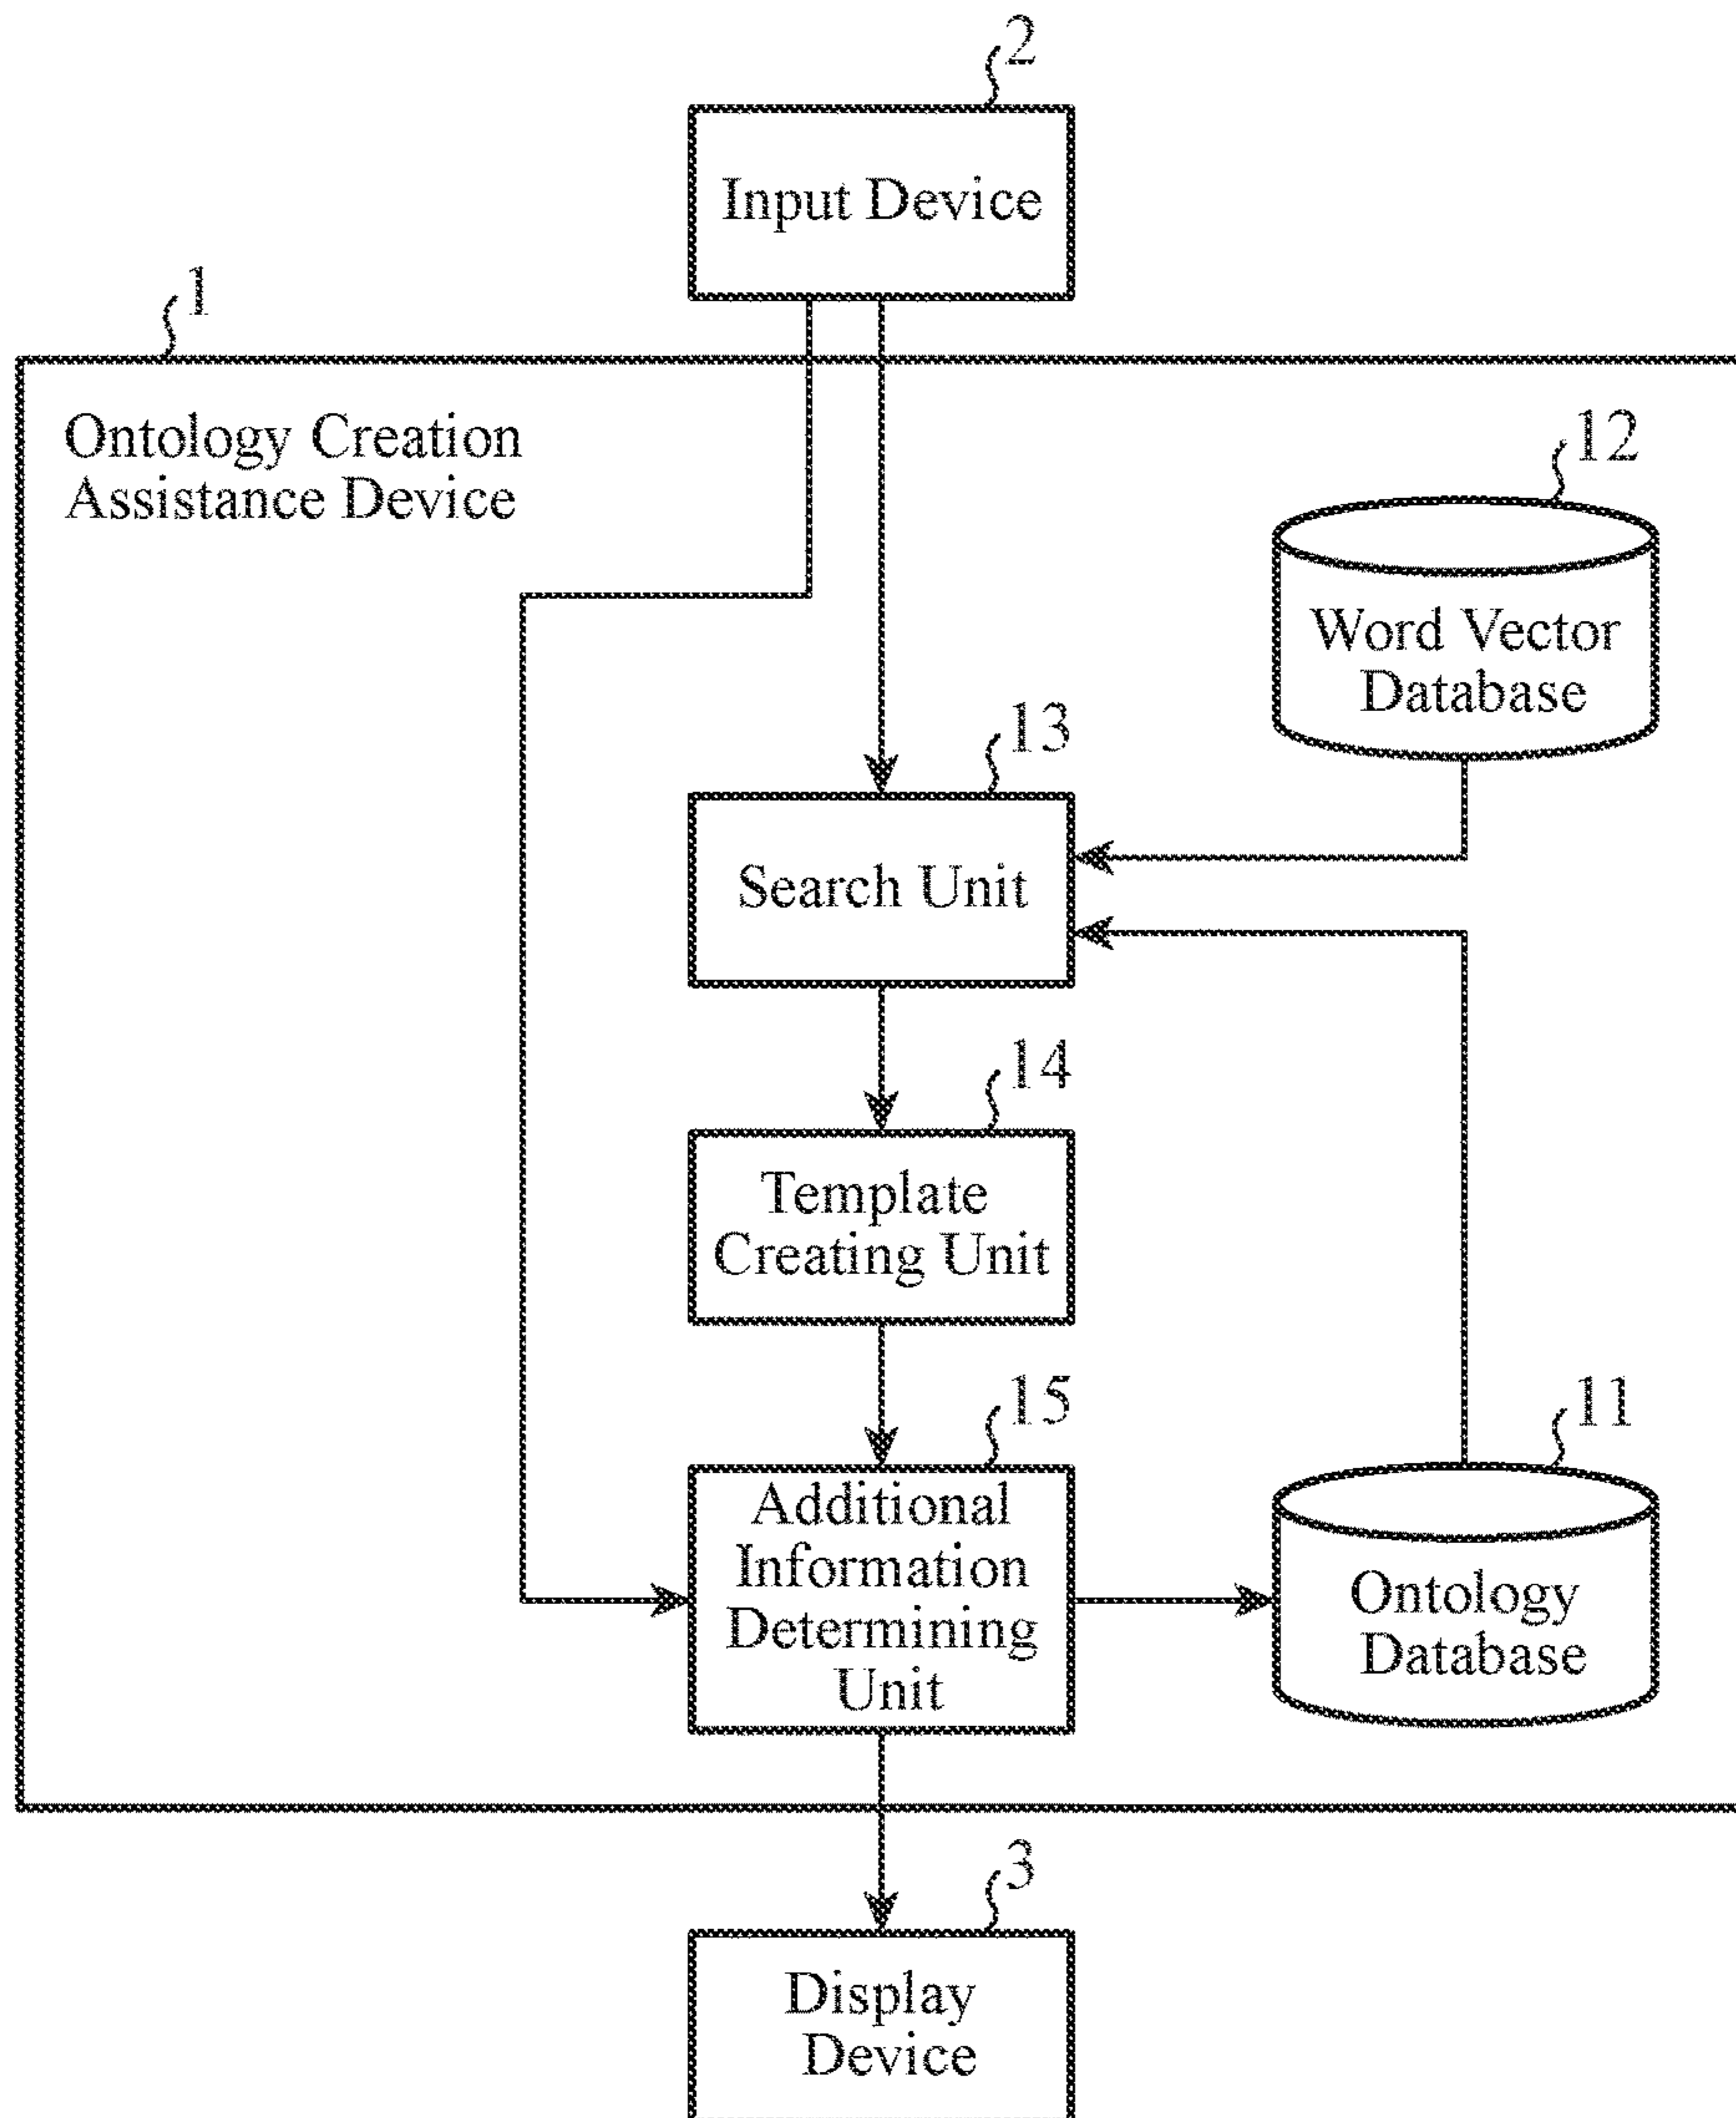 2
Input Device
1
Ontology Creation
Assistance Device
12
Word Vector
Database
13
Search Unit
14
Template
Creating Unit
15
Additional
Information
Determining
Unit
11
Ontology
Database
3
Display
Device